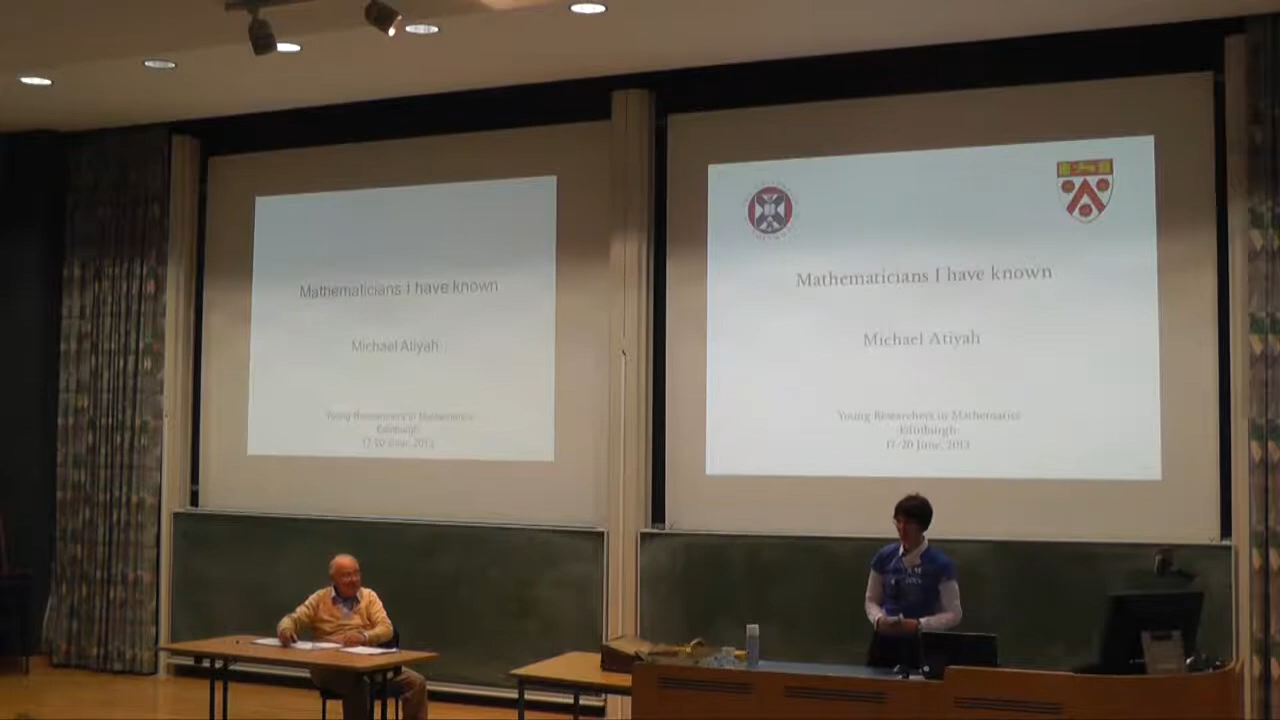 Mathematicians I have known
Michael Atiyah
Young Researchers in Mathematics
Edinburgh
17-20 June, 2013
Mathematicians I have known
Michael Atiyah
Young Researchers in Mathematics
Edinburgh
17-20 June, 2013